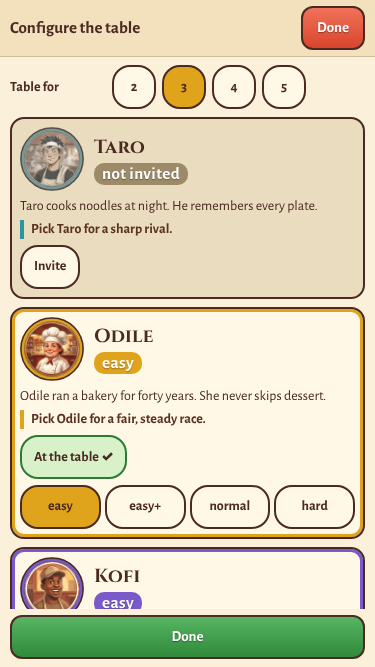 Configure the table
Done
Table for
2
3
4
5
Taro
not invited
Taro cooks noodles at night. He remembers every plate.
Pick Taro for a sharp rival.
Invite
Odile
easy
Odile ran a bakery for forty years. She never skips dessert.
Pick Odile for a fair, steady race.
At the table ✔
easy
easy+
normal
hard
Kofi
easy
Done